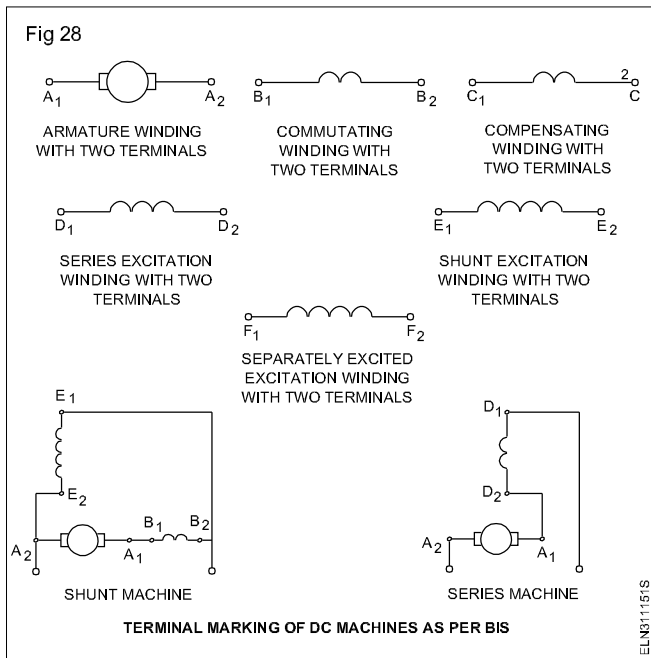 Fig 28
A1 A2
B1 B2
C1 2 C
ARMATURE WINDING
WITH TWO TERMINALS
COMMUTATING
WINDING WITH
TWO TERMINALS
COMPENSATING
WINDING WITH
TWO TERMINALS
D1 D2
E1 E2
SERIES EXCITATION
WINDING WITH TWO
TERMINALS
SHUNT EXCITATION
WINDING WITH TWO
TERMINALS
F1 F2
SEPARATELY EXCITED
EXCITATION WINDING
WITH TWO TERMINALS
E1
E2
A2 A1 B1 B2
SHUNT MACHINE
D1
D2
A2 A1
SERIES MACHINE
TERMINAL MARKING OF DC MACHINES AS PER BIS
ELN311151S